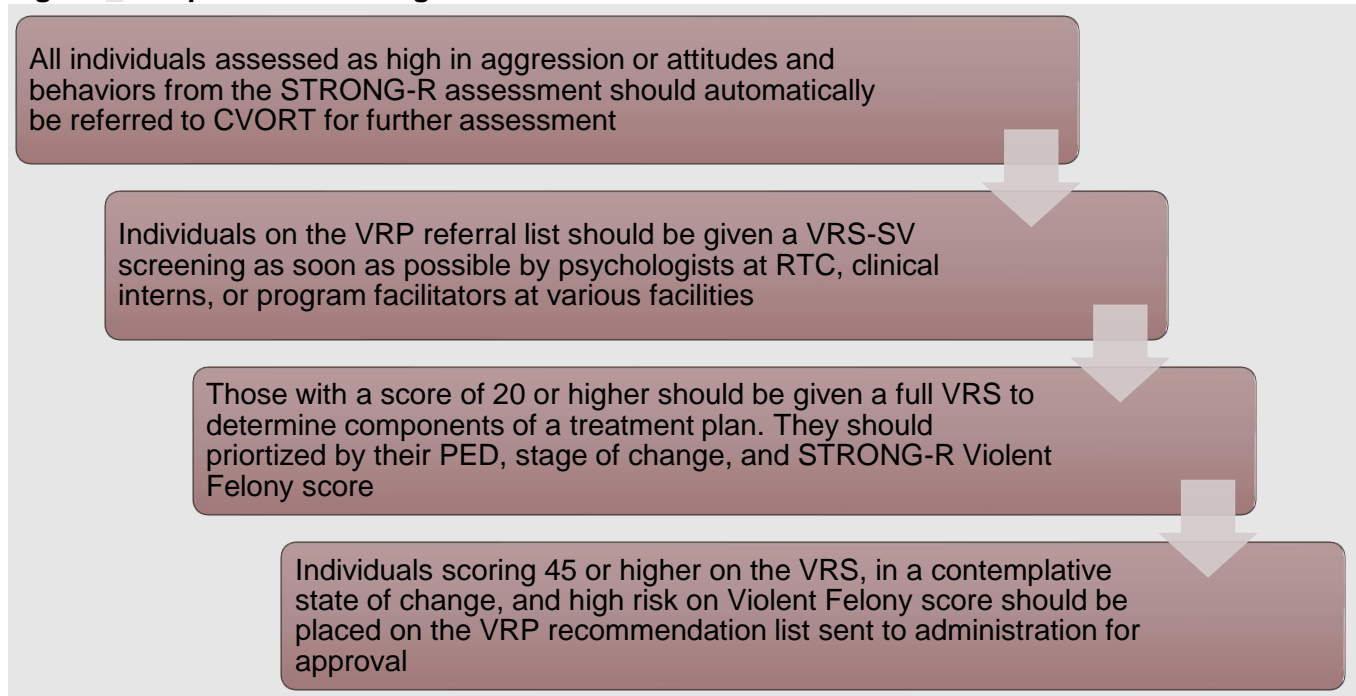 All individuals assessed as high in aggression or attitudes and
behaviors from the STRONG-R assessment should automatically
be referred to CVORT for further assessment
Individuals on the VRP referral list should be given a VRS-SV
screening as soon as possible by psychologists at RTC, clinical
interns, or program facilitators at various facilities
Those with a score of 20 or higher should be given a full VRS to
determine components of a treatment plan. They should
priortized by their PED, stage of change, and STRONG-R Violent
Felony score
Individuals scoring 45 or higher on the VRS, in a contemplative
state of change, and high risk on Violent Felony score should be
placed on the VRP recommendation list sent to administration for
approval